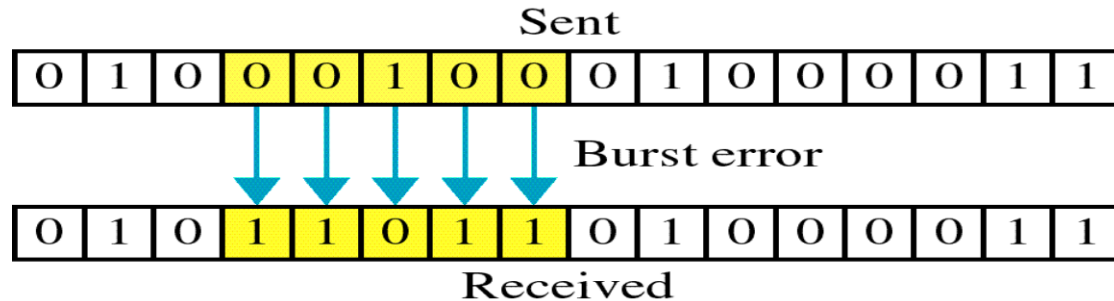 Sent
0 1 0 0 0 1 0 0 0 1 0 0 0 0 1 1
Burst error
0 1 0 1 1 0 1 1 0 1 0 0 0 0 1 1
Received